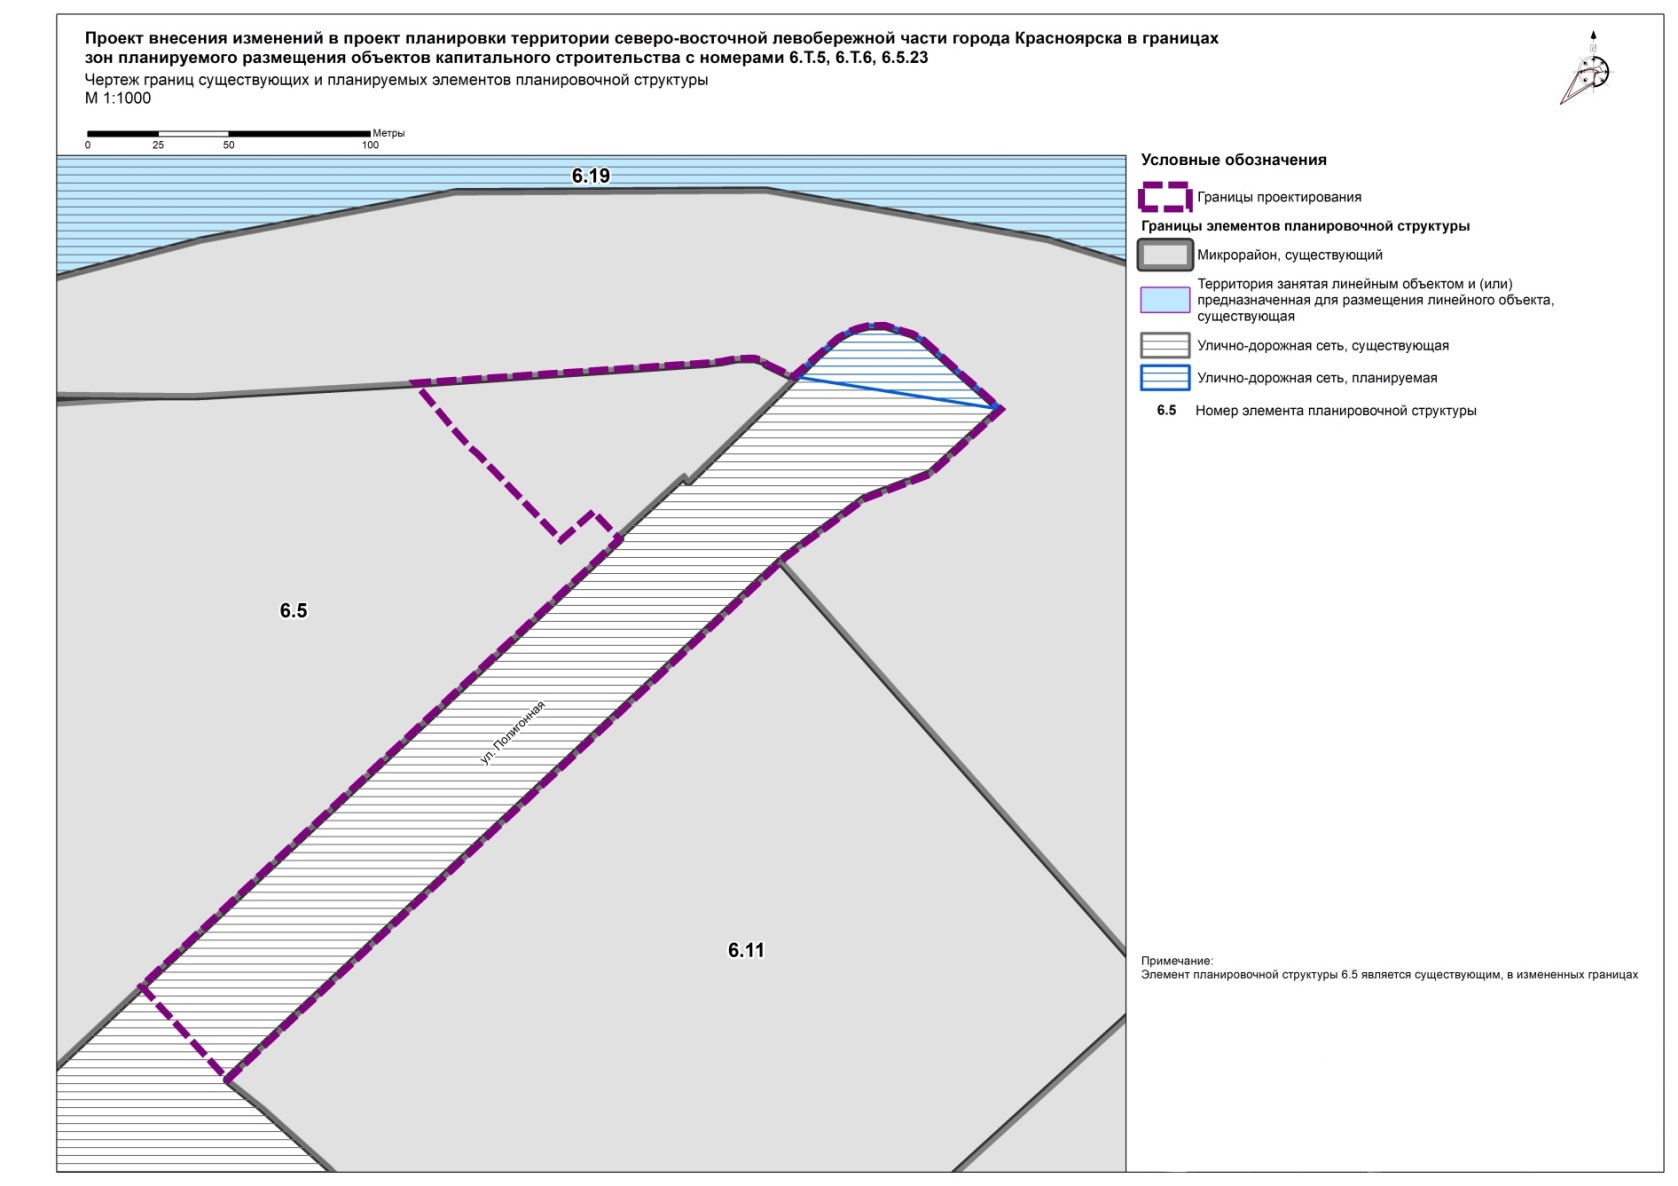 Проект внесения изменений в проект планировки территории северо-восточной левобережной части города Красноярска в границах
зон планируемого размещения объектов капитального строительства с номерами 6.Т.5, 6.Т.6, 6.5.23
Чертеж границ существующих и планируемых элементов планировочной структуры
М 1:1000
Метры
0 25 50 100
6.19
6.5
ул. Полигонная
6.11
Условные обозначения
Границы проектирования
Границы элементов планировочной структуры
Микрорайон, существующий
Территория занятая линейным объектом и (или)
предназначенная для размещения линейного объекта,
существующая
Улично-дорожная сеть, существующая
Улично-дорожная сеть, планируемая
6.5 Номер элемента планировочной структуры
Примечание:
Элемент планировочной структуры 6.5 является существующим, в измененных границах